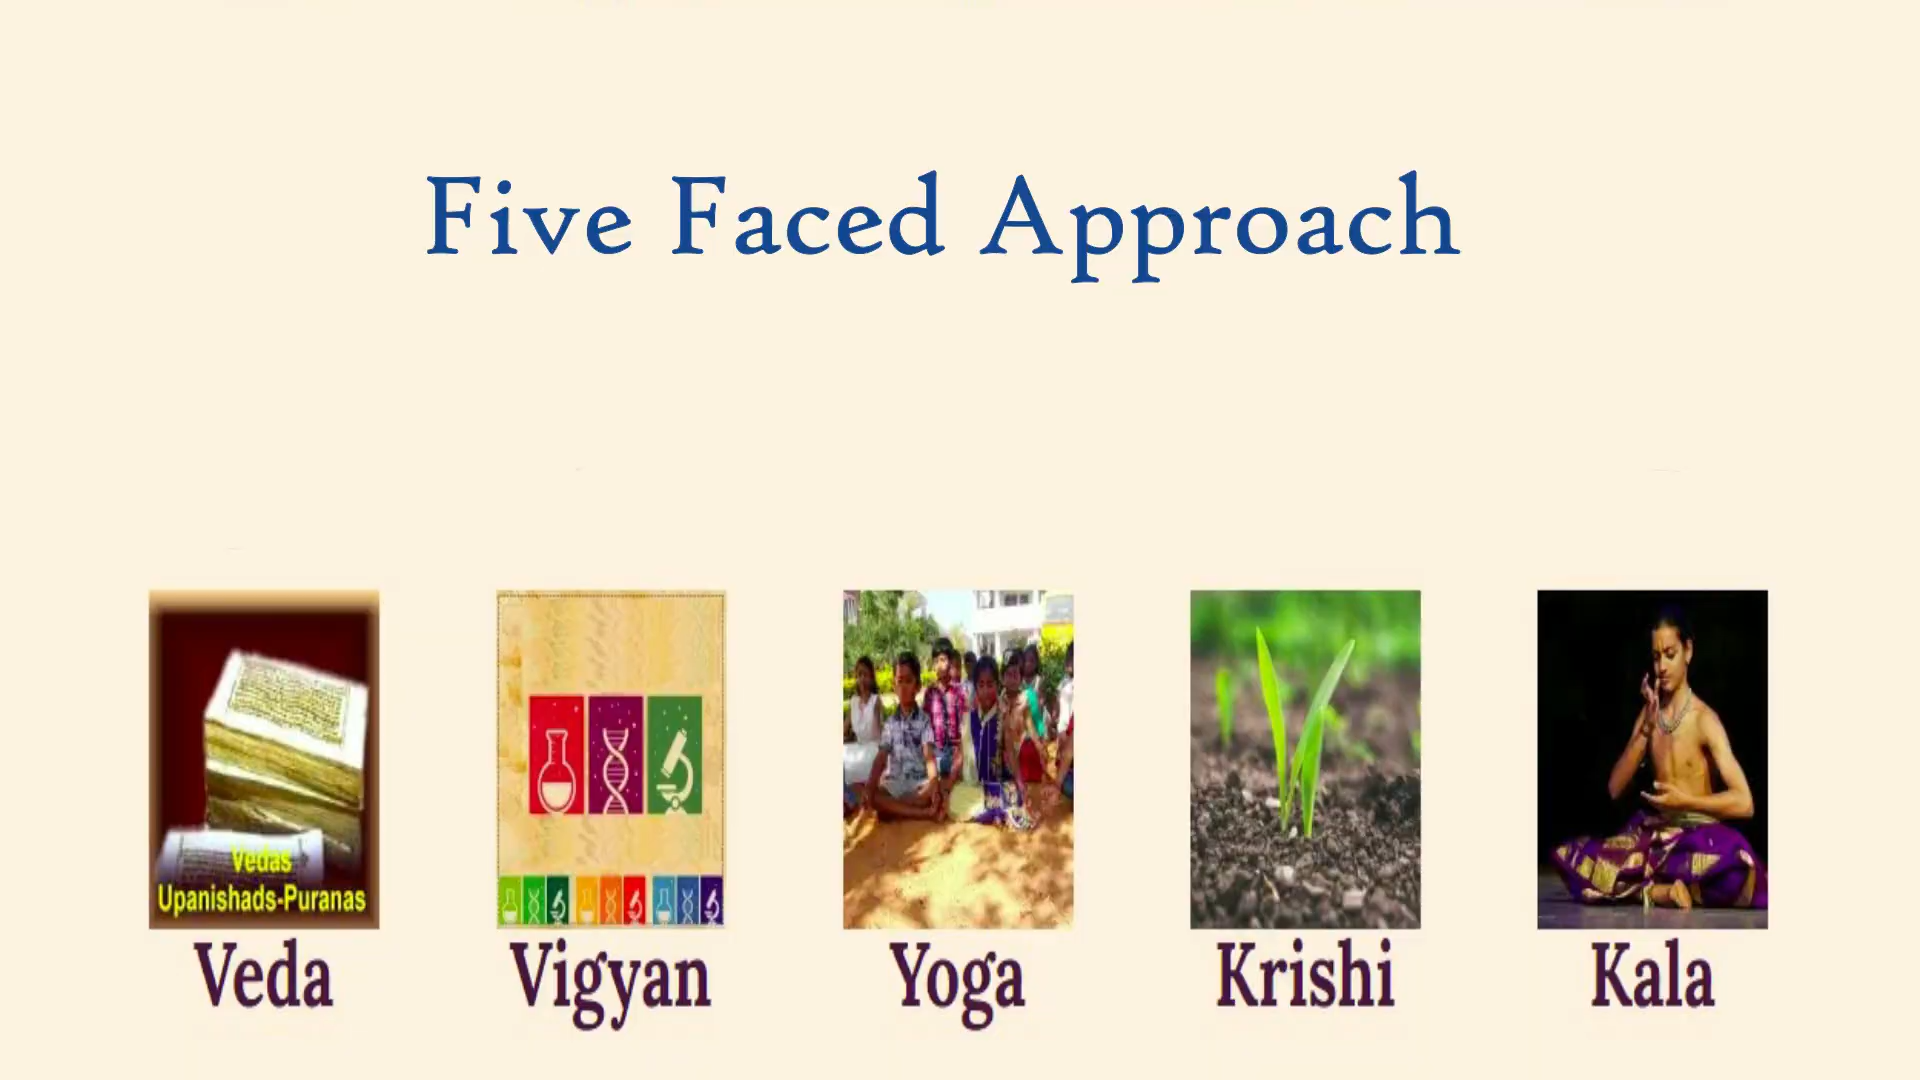 Five Faced Approach
Vedas
Upanishads-Puranas
Veda
Vigyan
Yoga
Krishi
Kala